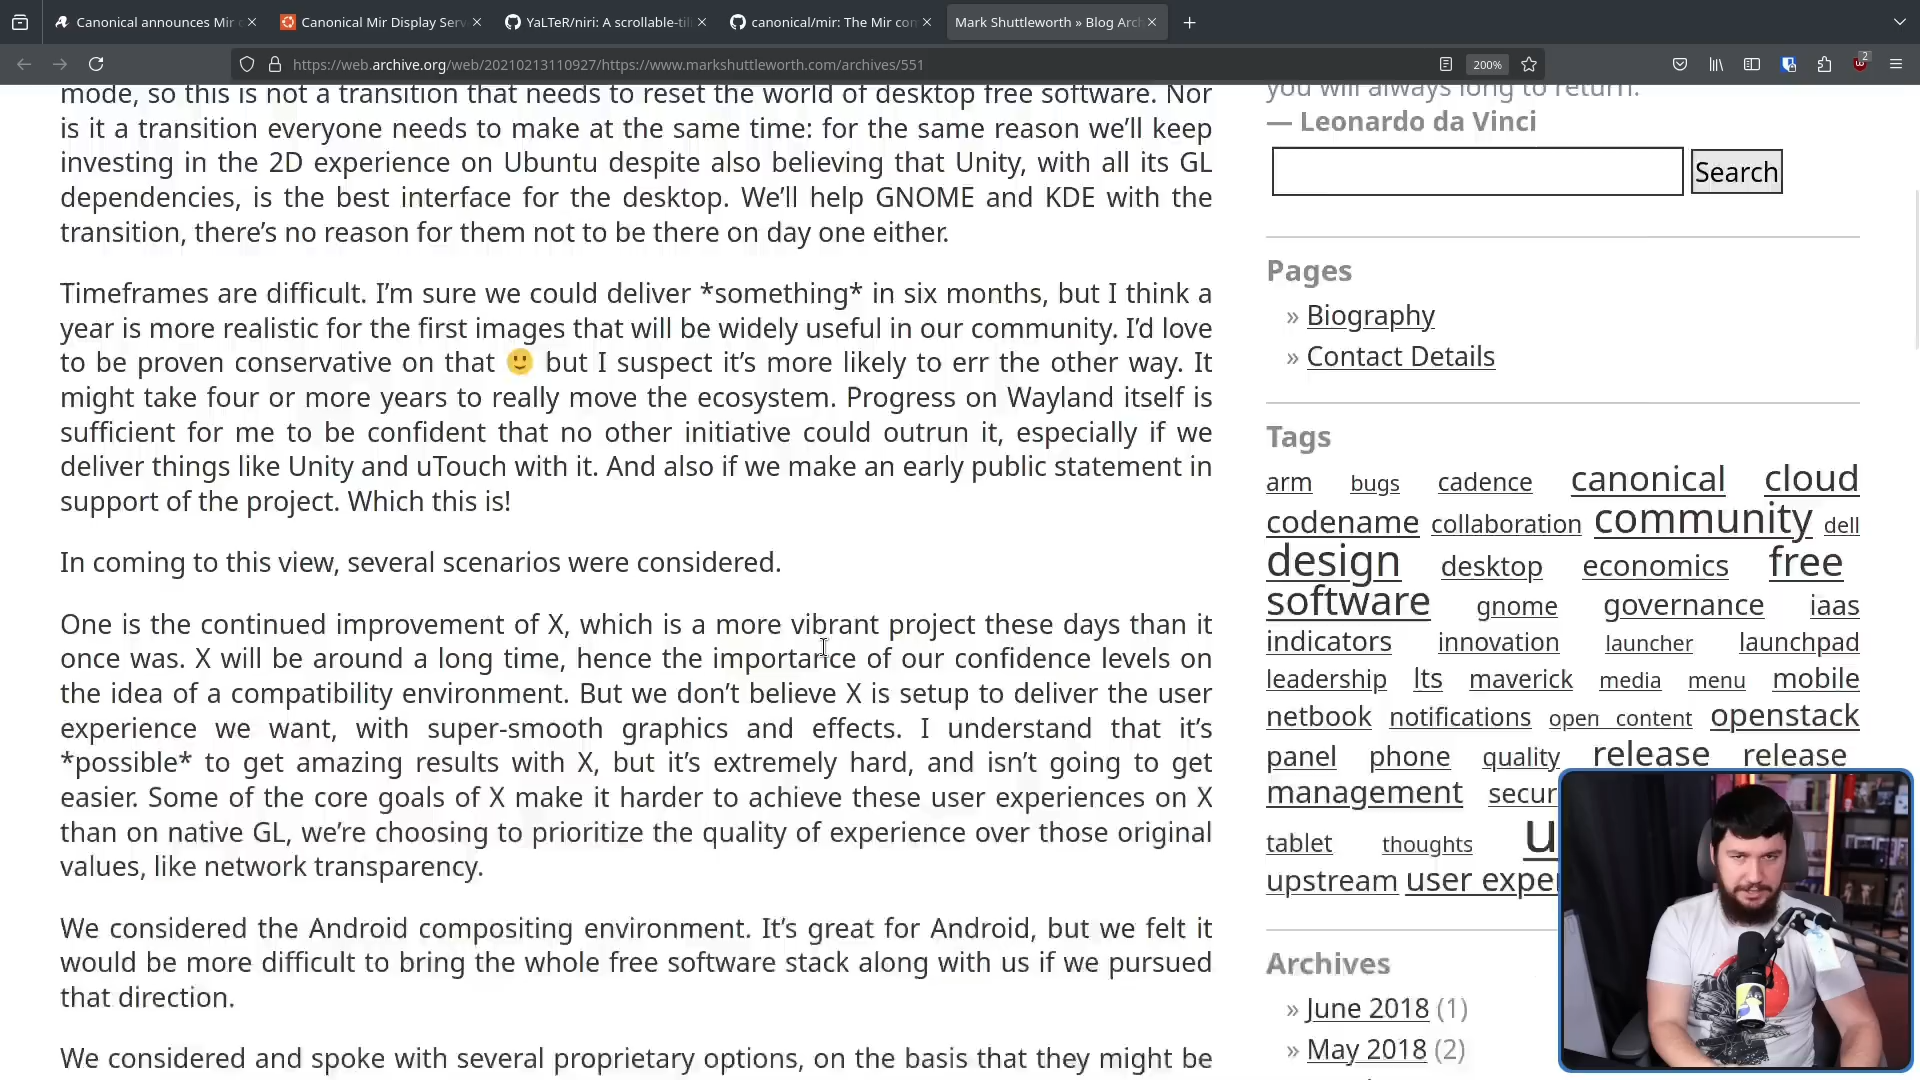 Canonical announces Mir
Canonical Mir Display Ser
YaLTeR/niri: A scrollable-til
canonical/mir: The Mir con
Mark Shuttleworth » Blog Arch
https://web.archive.org/web/20210213110927/https://www.markshuttleworth.com/archives/551
200%
2
mode, so this is not a transition that needs to reset the world of desktop free software. Nor
is it a transition everyone needs to make at the same time: for the same reason we’ll keep
investing in the 2D experience on Ubuntu despite also believing that Unity, with all its GL
dependencies, is the best interface for the desktop. We’ll help GNOME and KDE with the
transition, there’s no reason for them not to be there on day one either.
Timeframes are difficult. I’m sure we could deliver *something* in six months, but I think a
year is more realistic for the first images that will be widely useful in our community. I’d love
to be proven conservative on that 🙂 but I suspect it’s more likely to err the other way. It
might take four or more years to really move the ecosystem. Progress on Wayland itself is
sufficient for me to be confident that no other initiative could outrun it, especially if we
deliver things like Unity and uTouch with it. And also if we make an early public statement in
support of the project. Which this is!
In coming to this view, several scenarios were considered.
One is the continued improvement of X, which is a more vibrant project these days than it
once was. X will be around a long time, hence the importance of our confidence levels on
the idea of a compatibility environment. But we don’t believe X is setup to deliver the user
experience we want, with super-smooth graphics and effects. I understand that it’s
*possible* to get amazing results with X, but it’s extremely hard, and isn’t going to get
easier. Some of the core goals of X make it harder to achieve these user experiences on X
than on native GL, we’re choosing to prioritize the quality of experience over those original
values, like network transparency.
We considered the Android compositing environment. It’s great for Android, but we felt it
would be more difficult to bring the whole free software stack along with us if we pursued
that direction.
We considered and spoke with several proprietary options, on the basis that they might be
you will always long to return.
— Leonardo da Vinci
Search
Pages
» Biography
» Contact Details
Tags
arm bugs cadence canonical cloud
codename collaboration community dell
design desktop economics free
software gnome governance iaas
indicators innovation launcher launchpad
leadership lts maverick media menu mobile
netbook notifications open content openstack
panel phone quality release release
management secur
tablet thoughts u
upstream user exper
Archives
» June 2018 (1)
» May 2018 (2)